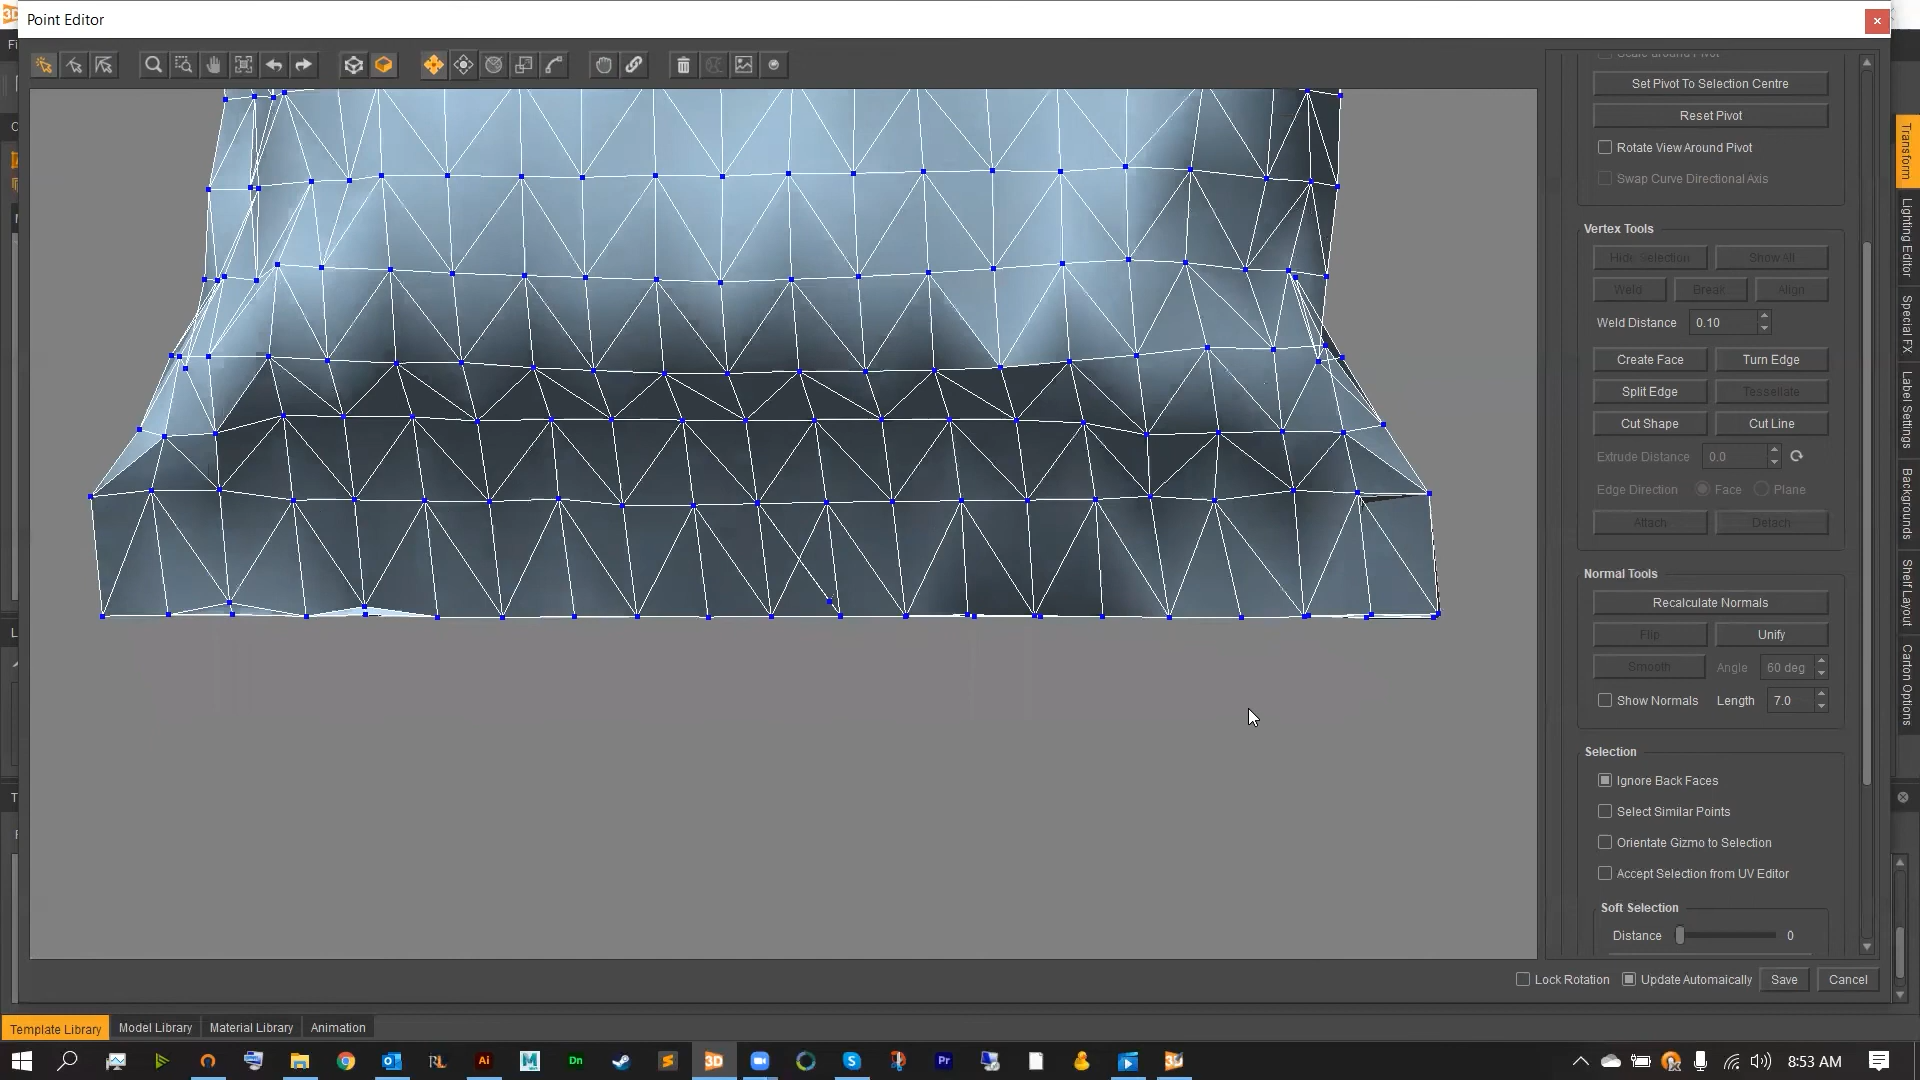 Point Editor
Set Pivot To Selection Centre
Reset Pivot
Rotate View Around Pivot
Swap Curve Directional Axis
Vertex Tools
Hide Selection Show All
Weld Break Align
Weld Distance 0.10
Create Face Turn Edge
Split Edge Tessellate
Cut Shape Cut Line
Extrude Distance 0.0
Edge Direction Face Plane
Attach Detach
Normal Tools
Recalculate Normals
Flip Unify
Smooth Angle 60 deg
Show Normals Length 7.0
Selection
Ignore Back Faces
Select Similar Points
Orientate Gizmo to Selection
Accept Selection from UV Editor
Soft Selection
Distance 0
Lock Rotation Update Automaically Save Cancel
Transform
Lighting Editor
Special FX
Label Settings
Backgrounds
Shelf Layout
Carton Options
Template Library Model Library Material Library Animation
8:53 AM